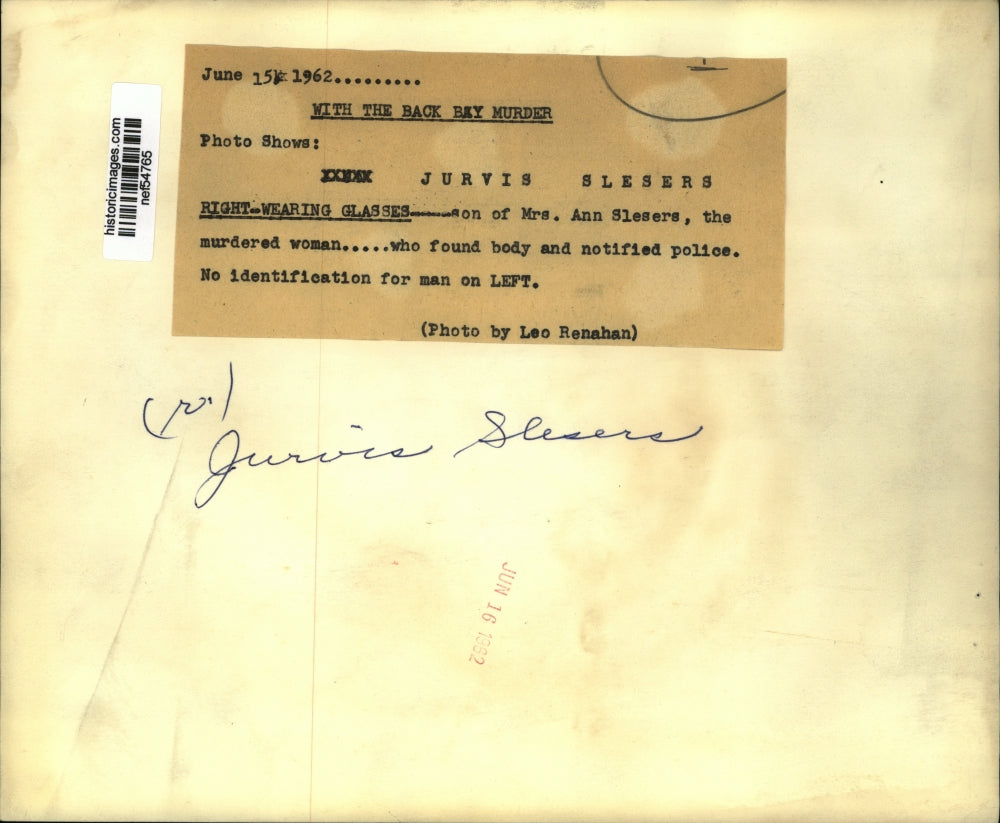 June 15, 1962.........
WITH THE BACK BAY MURDER
Photo Shows:
JURVIS SLESERS
RIGHT-WEARING GLASSES-----son of Mrs. Ann Slesers, the
murdered woman.....who found body and notified police.
No identification for man on LEFT.
(Photo by Leo Renahan)
historicimages.com
nef54765
(r.)
Jurvis Slesers
JUN 16 1962